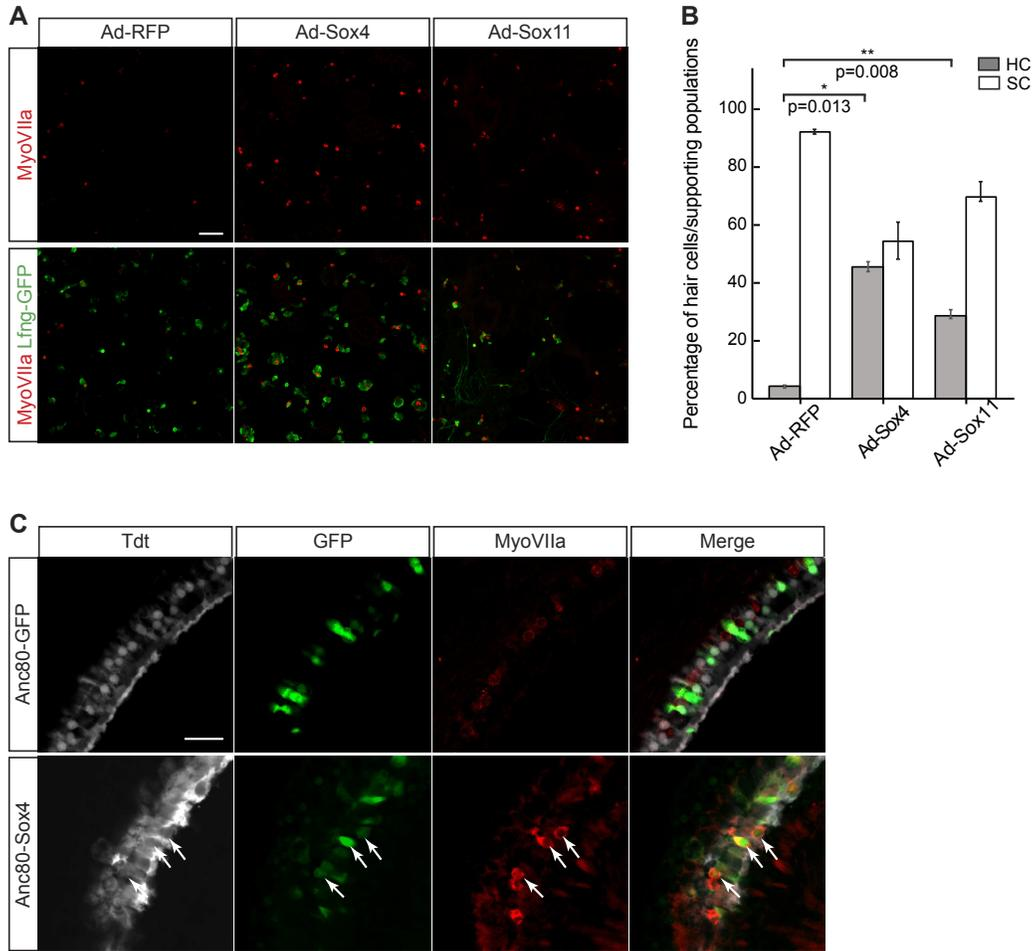 A
Ad-RFP Ad-Sox4 Ad-Sox11
MyoVIIa
MyoVIIa Lfng-GFP
B
Percentage of hair cells/supporting populations
**
p=0.008
*
p=0.013
HC
SC
100
80
60
40
20
0
Ad-RFP Ad-Sox4 Ad-Sox11
C
Tdt GFP MyoVIIa Merge
Anc80-GFP
Anc80-Sox4